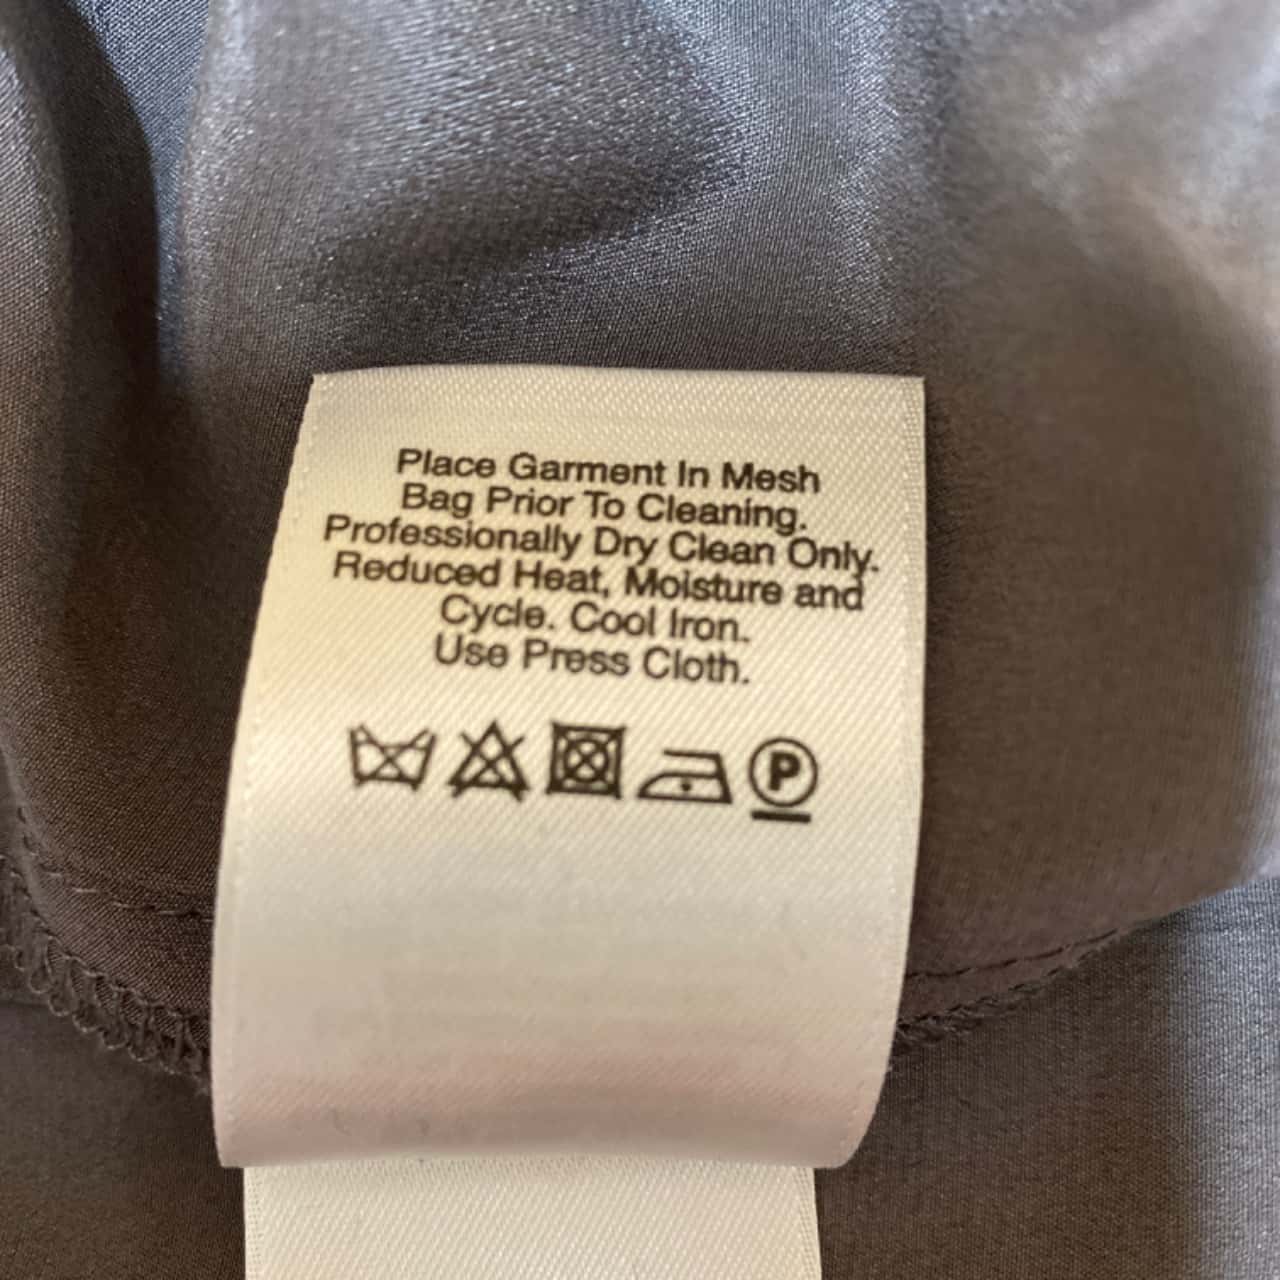 Place Garment In Mesh
Bag Prior To Cleaning.
Professionally Dry Clean Only.
Reduced Heat, Moisture and
Cycle. Cool Iron.
Use Press Cloth.
P